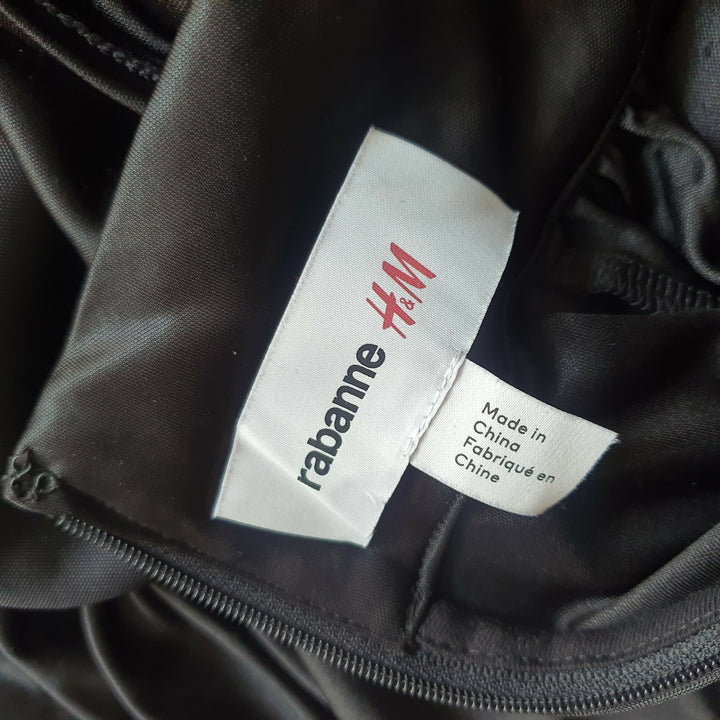 rabanne H&M
Made in
China
Fabriqué en
Chine